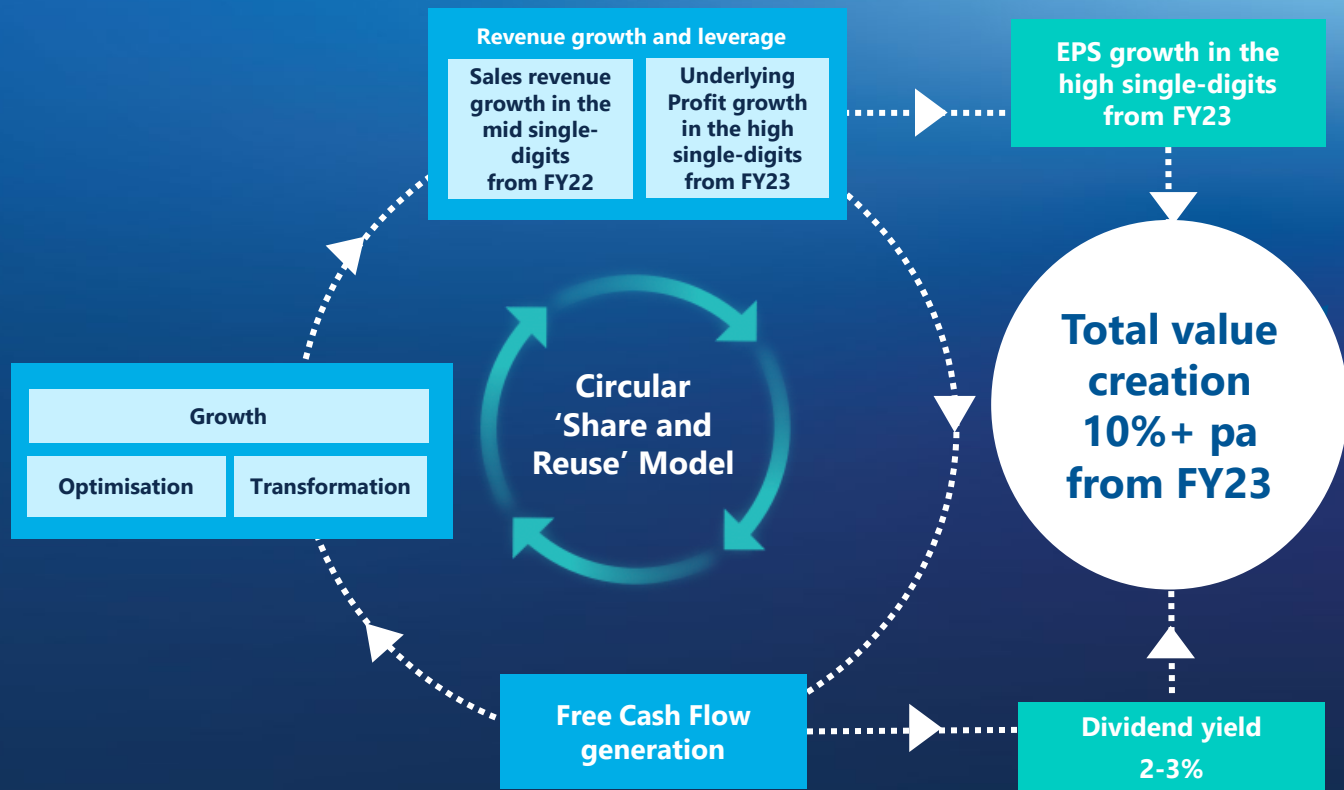 Revenue growth and leverage
Sales revenue
growth in the
mid single-
digits
from FY22
Underlying
Profit growth
in the high
single-digits
from FY23
EPS growth in the
high single-digits
from FY23
Growth
Optimisation
Transformation
Circular
‘Share and
Reuse’ Model
Total value
creation
10%+ pa
from FY23
Free Cash Flow
generation
Dividend yield
2-3%